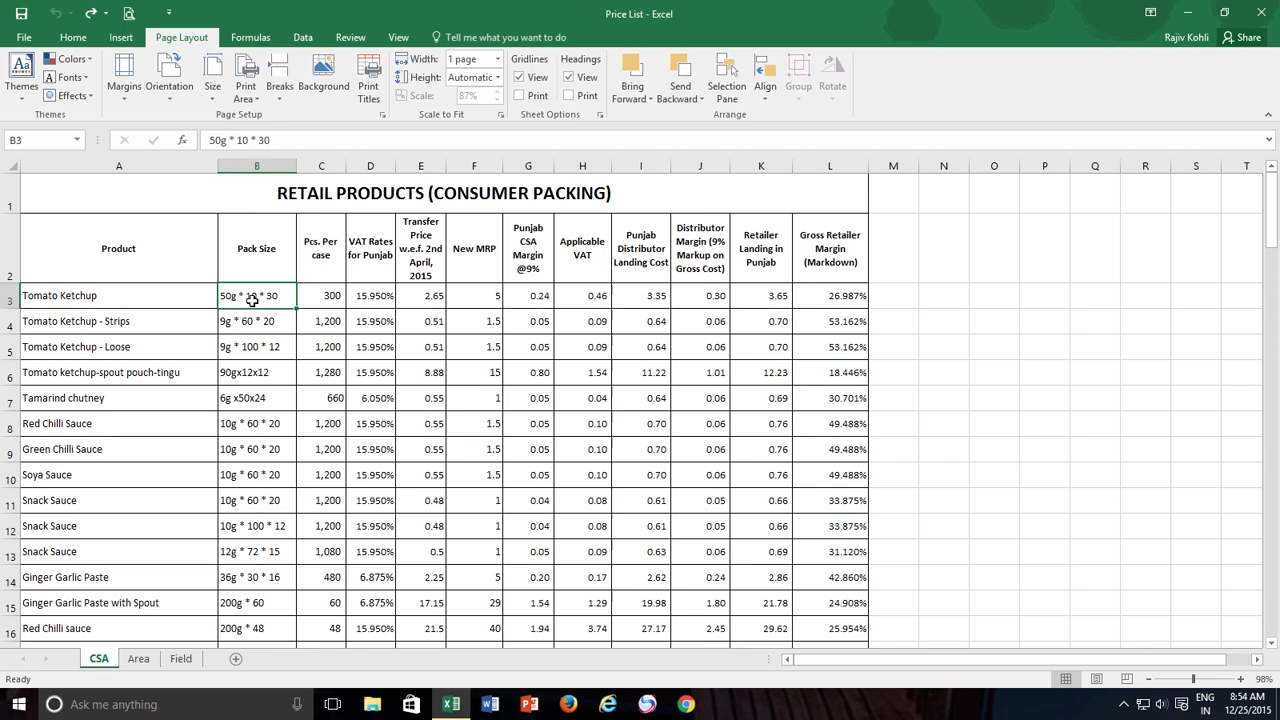 Price List - Excel
File Home Insert Page Layout Formulas Data Review View Tell me what you want to do Rajiv Kohli Share
Themes Colors Fonts Effects
Margins Orientation Size Print Area Breaks Background Print Titles
Width: 1 page
Height: Automatic
Scale: 87%
Gridlines Headings
View View
Print Print
Bring Forward Send Backward Selection Pane Align Group Rotate
Themes Page Setup Scale to Fit Sheet Options Arrange
B3 fx 50g * 10 * 30
A B C D E F G H I J K L M N O P Q R S T
1 RETAIL PRODUCTS (CONSUMER PACKING)
2 Product Pack Size Pcs. Per case VAT Rates for Punjab Transfer Price w.e.f. 2nd April, 2015 New MRP Punjab CSA Margin @9% Applicable VAT Punjab Distributor Landing Cost Distributor Margin (9% Markup on Gross Cost) Retailer Landing in Punjab Gross Retailer Margin (Markdown)
3 Tomato Ketchup 50g * 10 * 30 300 15.950% 2.65 5 0.24 0.46 3.35 0.30 3.65 26.987%
4 Tomato Ketchup - Strips 9g * 60 * 20 1,200 15.950% 0.51 1.5 0.05 0.09 0.64 0.06 0.70 53.162%
5 Tomato Ketchup - Loose 9g * 100 * 12 1,200 15.950% 0.51 1.5 0.05 0.09 0.64 0.06 0.70 53.162%
6 Tomato ketchup-spout pouch-tingu 90gx12x12 1,280 15.950% 8.88 15 0.80 1.54 11.22 1.01 12.23 18.446%
7 Tamarind chutney 6g x50x24 660 6.050% 0.55 1 0.05 0.04 0.64 0.06 0.69 30.701%
8 Red Chilli Sauce 10g * 60 * 20 1,200 15.950% 0.55 1.5 0.05 0.10 0.70 0.06 0.76 49.488%
9 Green Chilli Sauce 10g * 60 * 20 1,200 15.950% 0.55 1.5 0.05 0.10 0.70 0.06 0.76 49.488%
10 Soya Sauce 10g * 60 * 20 1,200 15.950% 0.55 1.5 0.05 0.10 0.70 0.06 0.76 49.488%
11 Snack Sauce 10g * 60 * 20 1,200 15.950% 0.48 1 0.04 0.08 0.61 0.05 0.66 33.875%
12 Snack Sauce 10g * 100 * 12 1,200 15.950% 0.48 1 0.04 0.08 0.61 0.05 0.66 33.875%
13 Snack Sauce 12g * 72 * 15 1,080 15.950% 0.5 1 0.05 0.09 0.63 0.06 0.69 31.120%
14 Ginger Garlic Paste 36g * 30 * 16 480 6.875% 2.25 5 0.20 0.17 2.62 0.24 2.86 42.860%
15 Ginger Garlic Paste with Spout 200g * 60 60 6.875% 17.15 29 1.54 1.29 19.98 1.80 21.78 24.908%
16 Red Chilli sauce 200g * 48 48 15.950% 21.5 40 1.94 3.74 27.17 2.45 29.62 25.954%
CSA Area Field
Ready 98%
Ask me anything ENG 8:54 AM
IN 12/25/2015